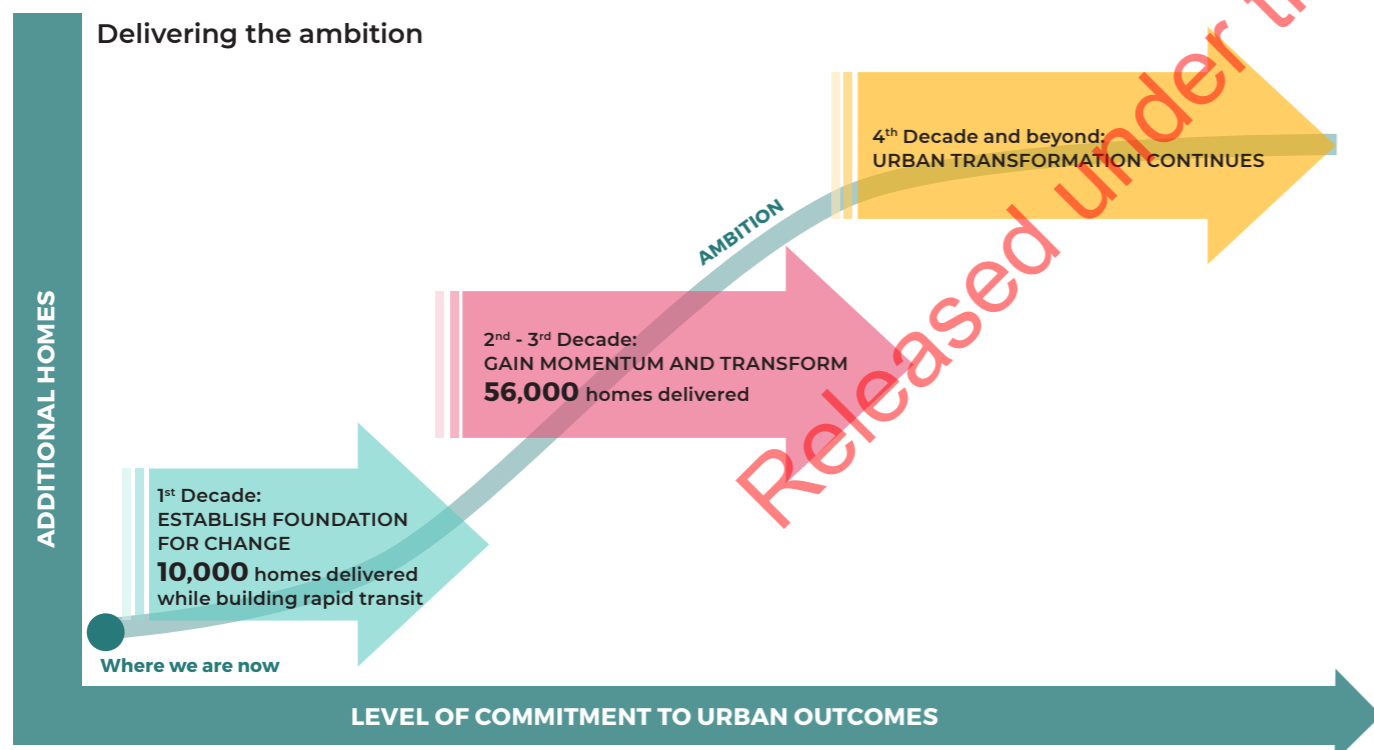 Delivering the ambition
4th Decade and beyond:
URBAN TRANSFORMATION CONTINUES
AMBITION
2nd - 3rd Decade:
GAIN MOMENTUM AND TRANSFORM
56,000 homes delivered
1st Decade:
ESTABLISH FOUNDATION
FOR CHANGE
10,000 homes delivered
while building rapid transit
Where we are now
ADDITIONAL HOMES
LEVEL OF COMMITMENT TO URBAN OUTCOMES
Released under